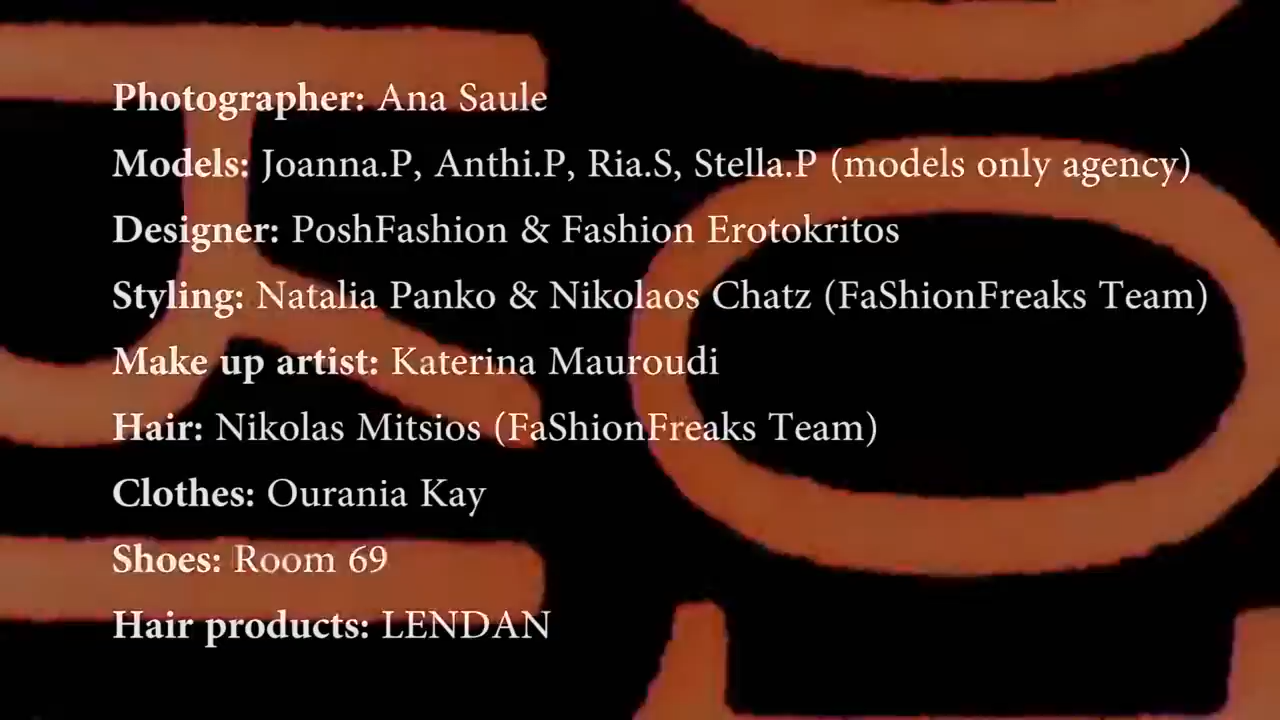 Photographer: Ana Saule
Models: Joanna.P, Anthi.P, Ria.S, Stella.P (models only agency)
Designer: PoshFashion & Fashion Erotokritos
Styling: Natalia Panko & Nikolaos Chatz (FaShionFreaks Team)
Make up artist: Katerina Mauroudi
Hair: Nikolas Mitsios (FaShionFreaks Team)
Clothes: Ourania Kay
Shoes: Room 69
Hair products: LENDAN